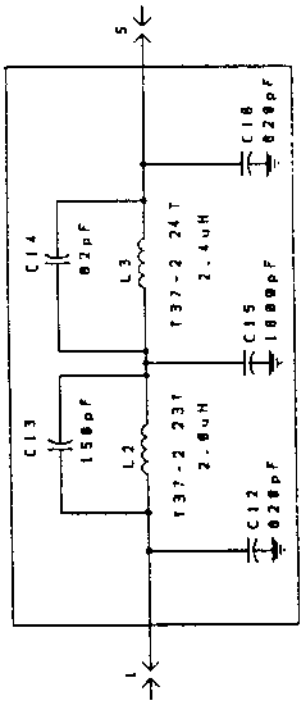 C13
150pF
L2
T37-2 23T
2.0uH
C12
820pF
C14
82pF
L3
T37-2 24T
2.4uH
C15
1800pF
C16
820pF
1
5